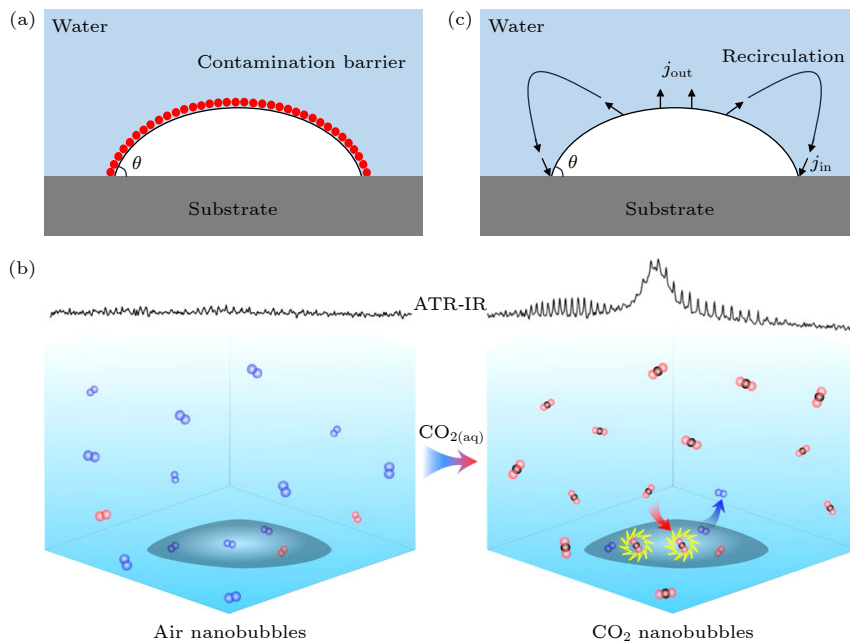 (a)
Water
Contamination barrier
θ
Substrate
(c)
Water
j_out
Recirculation
θ
j_in
Substrate
(b)
ATR-IR
CO₂(aq)
Air nanobubbles
CO₂ nanobubbles